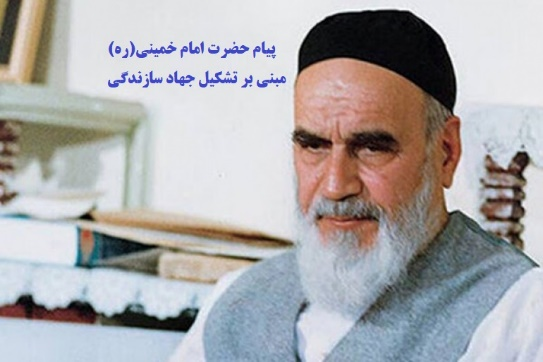 پیام حضرت امام خمینی(ره)
مبنی بر تشکیل جهاد سازندگی